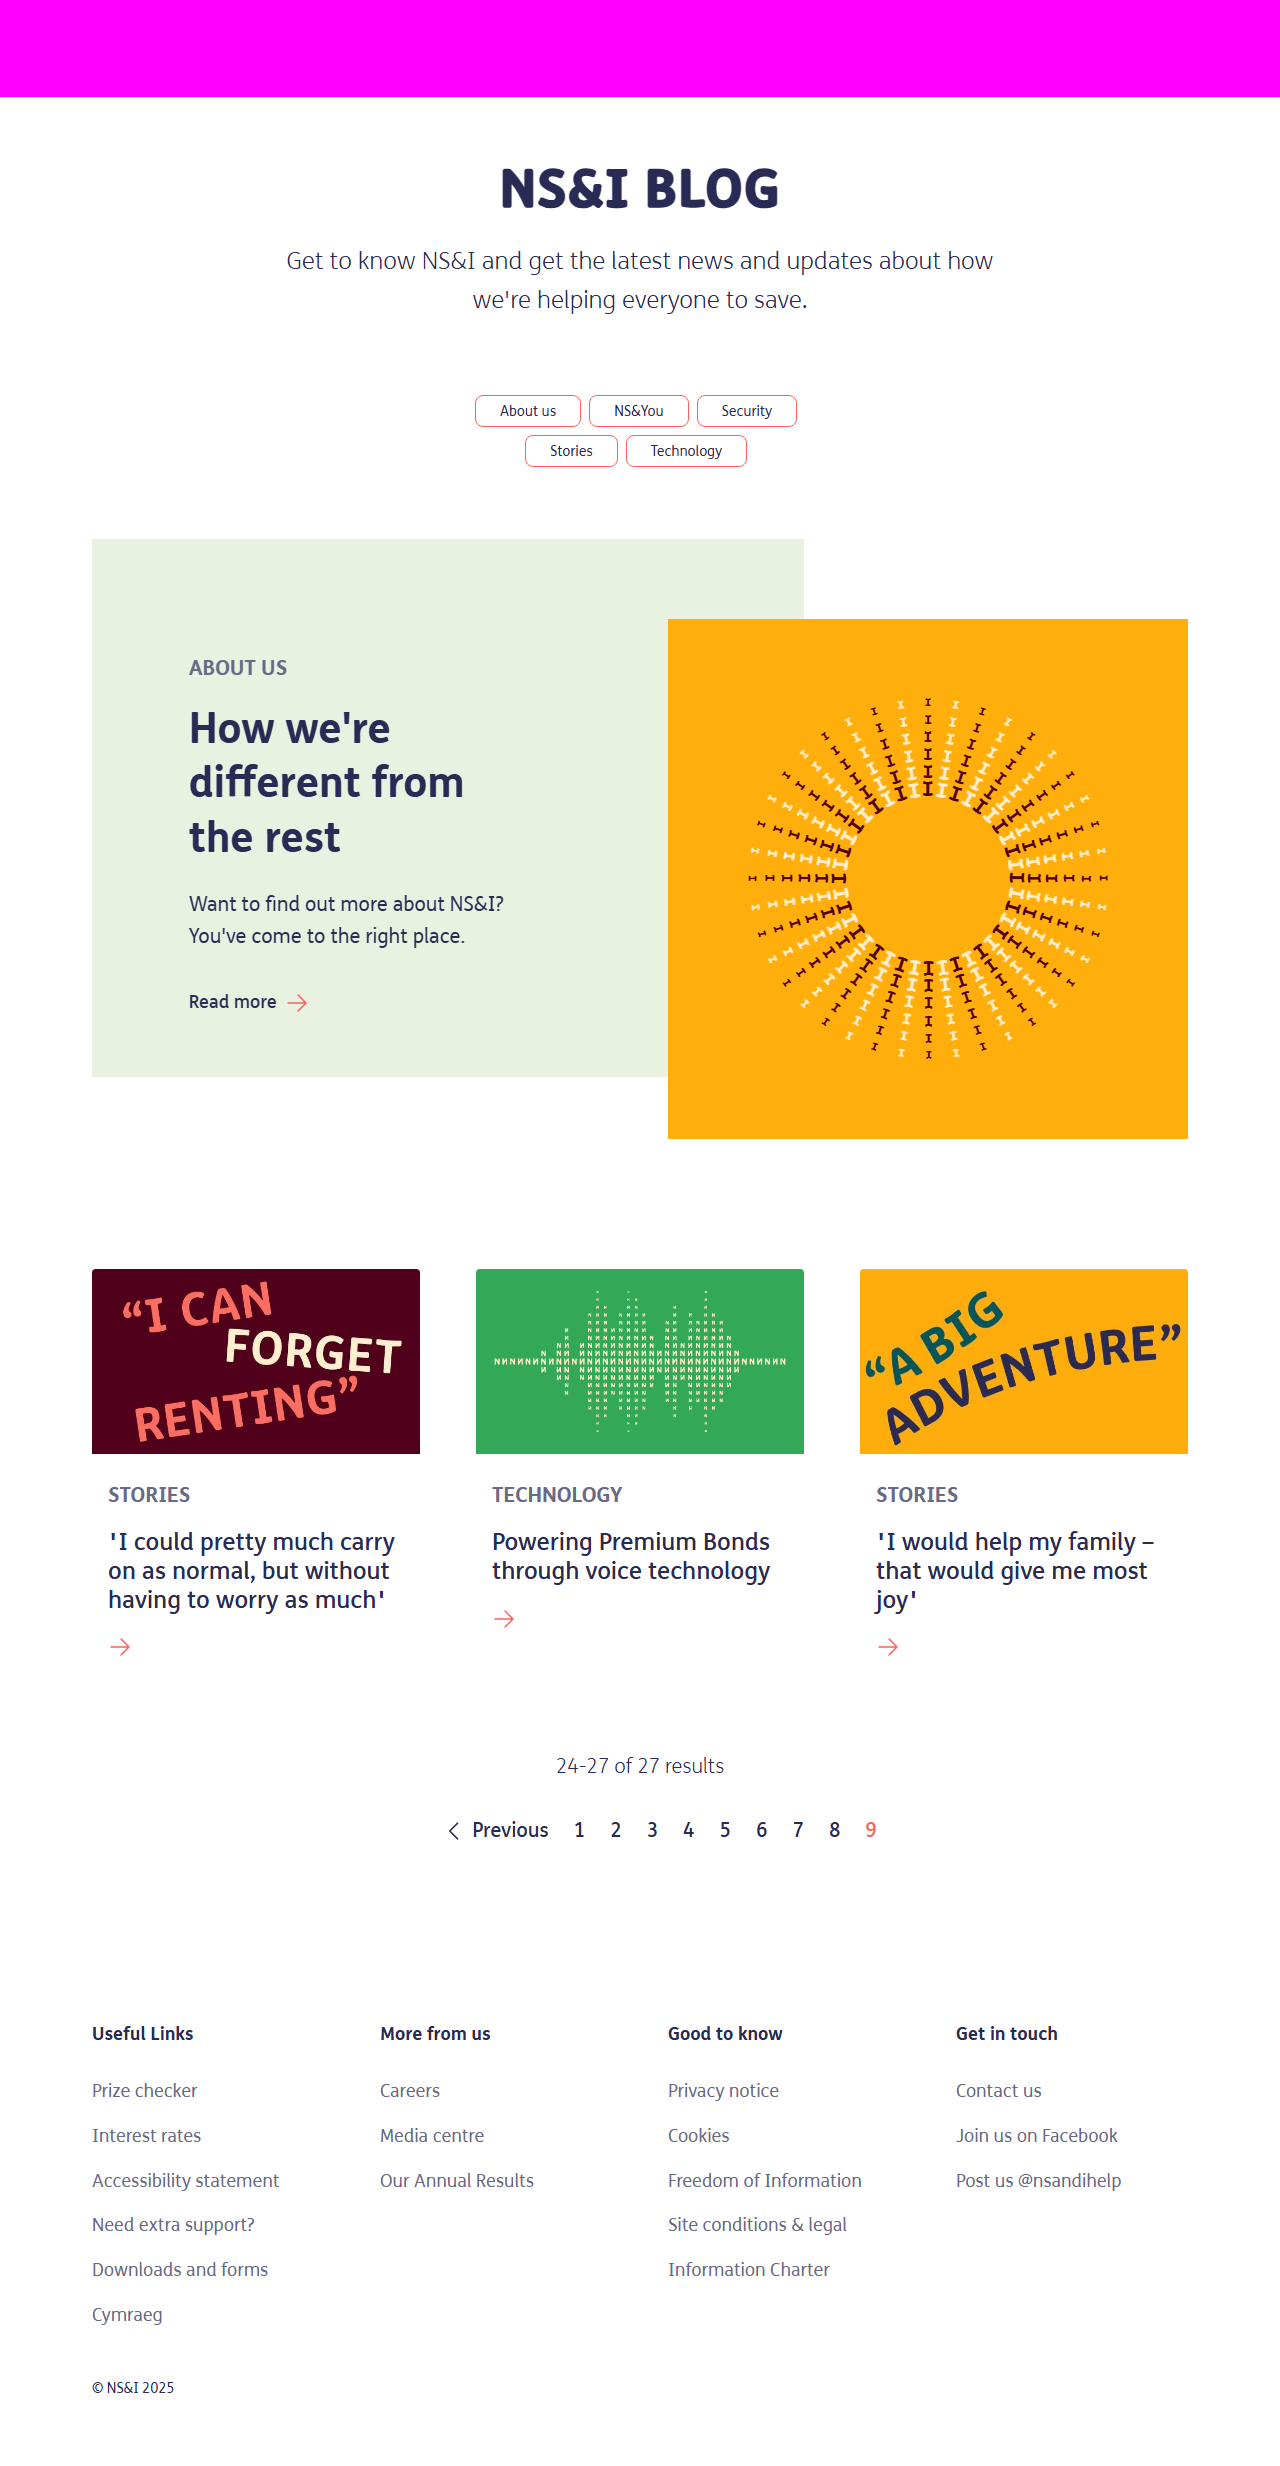 NS&I BLOG
Get to know NS&I and get the latest news and updates about how
we're helping everyone to save.
About us
NS&You
Security
Stories
Technology
ABOUT US
How we're
different from
the rest
Want to find out more about NS&I?
You've come to the right place.
Read more
“I CAN
FORGET
RENTING”
STORIES
'I could pretty much carry
on as normal, but without
having to worry as much'
TECHNOLOGY
Powering Premium Bonds
through voice technology
“A BIG
ADVENTURE”
STORIES
'I would help my family –
that would give me most
joy'
24-27 of 27 results
Previous 1 2 3 4 5 6 7 8 9
Useful Links
Prize checker
Interest rates
Accessibility statement
Need extra support?
Downloads and forms
Cymraeg
More from us
Careers
Media centre
Our Annual Results
Good to know
Privacy notice
Cookies
Freedom of Information
Site conditions & legal
Information Charter
Get in touch
Contact us
Join us on Facebook
Post us @nsandihelp
© NS&I 2025